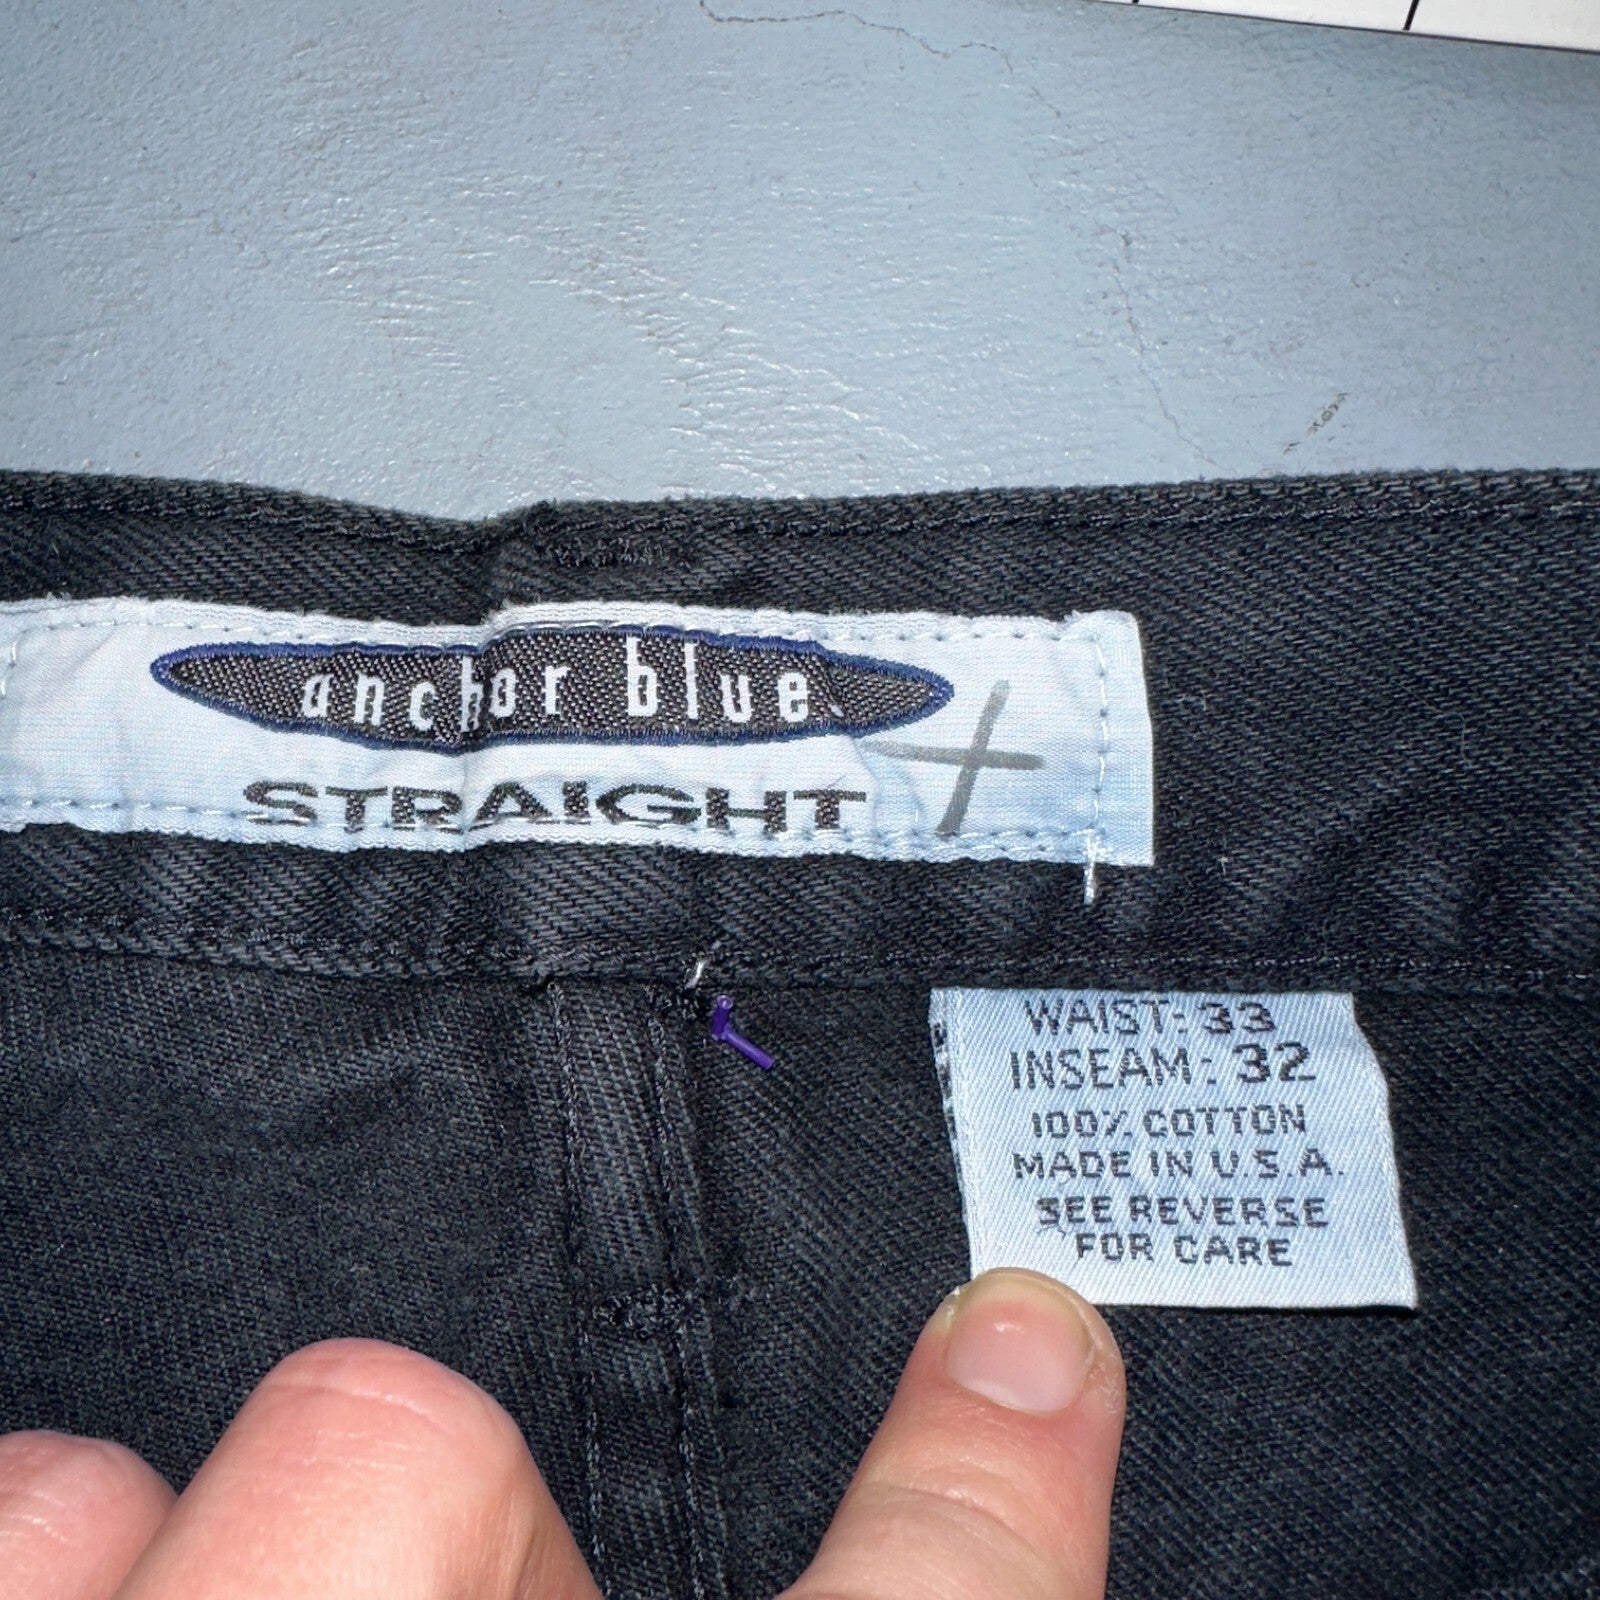 anchor blue
STRAIGHT
WAIST: 33
INSEAM: 32
100% COTTON
MADE IN U.S.A.
SEE REVERSE
FOR CARE